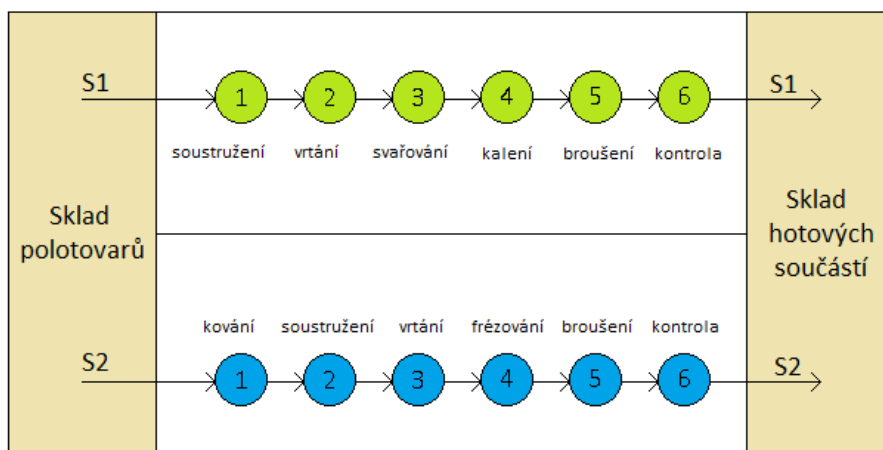 S1
1 2 3 4 5 6
S1
soustružení vrtání svařování kalení broušení kontrola
Sklad
polotovarů
Sklad
hotových
součástí
kování soustružení vrtání frézování broušení kontrola
S2
1 2 3 4 5 6
S2